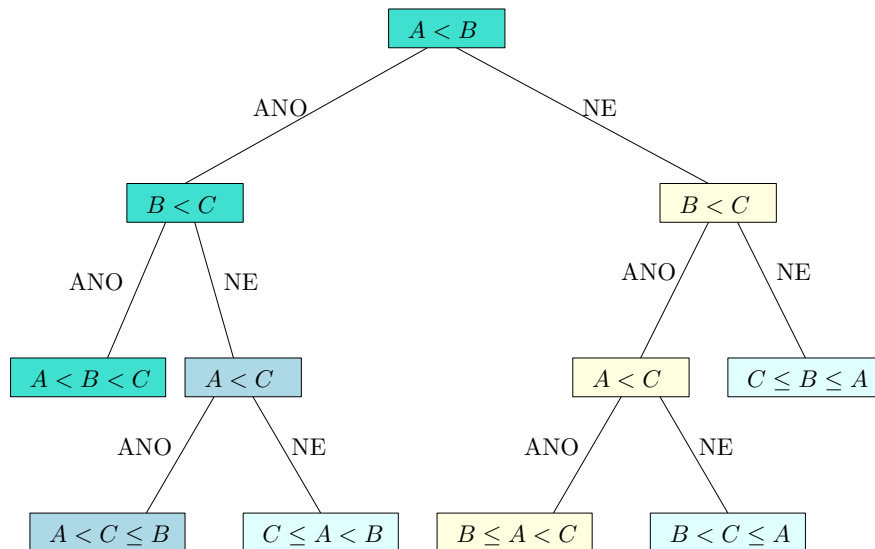 A < B
ANO
NE
B < C
B < C
ANO
NE
ANO
NE
A < B < C
A < C
A < C
C ≤ B ≤ A
ANO
NE
ANO
NE
A < C ≤ B
C ≤ A < B
B ≤ A < C
B < C ≤ A